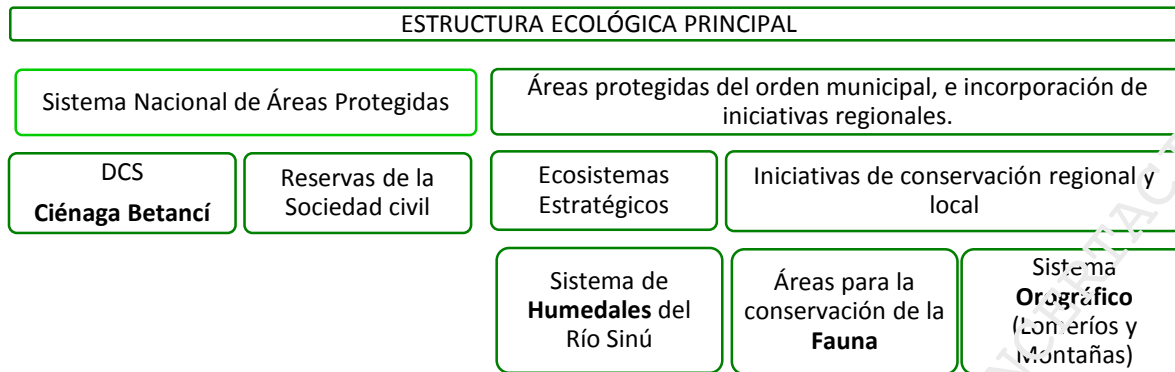 ESTRUCTURA ECOLÓGICA PRINCIPAL
Sistema Nacional de Áreas Protegidas
Áreas protegidas del orden municipal, e incorporación de
iniciativas regionales.
DCS
Ciénaga Betancí
Reservas de la
Sociedad civil
Ecosistemas
Estratégicos
Iniciativas de conservación regional y
local
Sistema de
Humedales del
Río Sinú
Áreas para la
conservación de la
Fauna
Sistema
Orográfico
(Lomeríos y
Montañas)